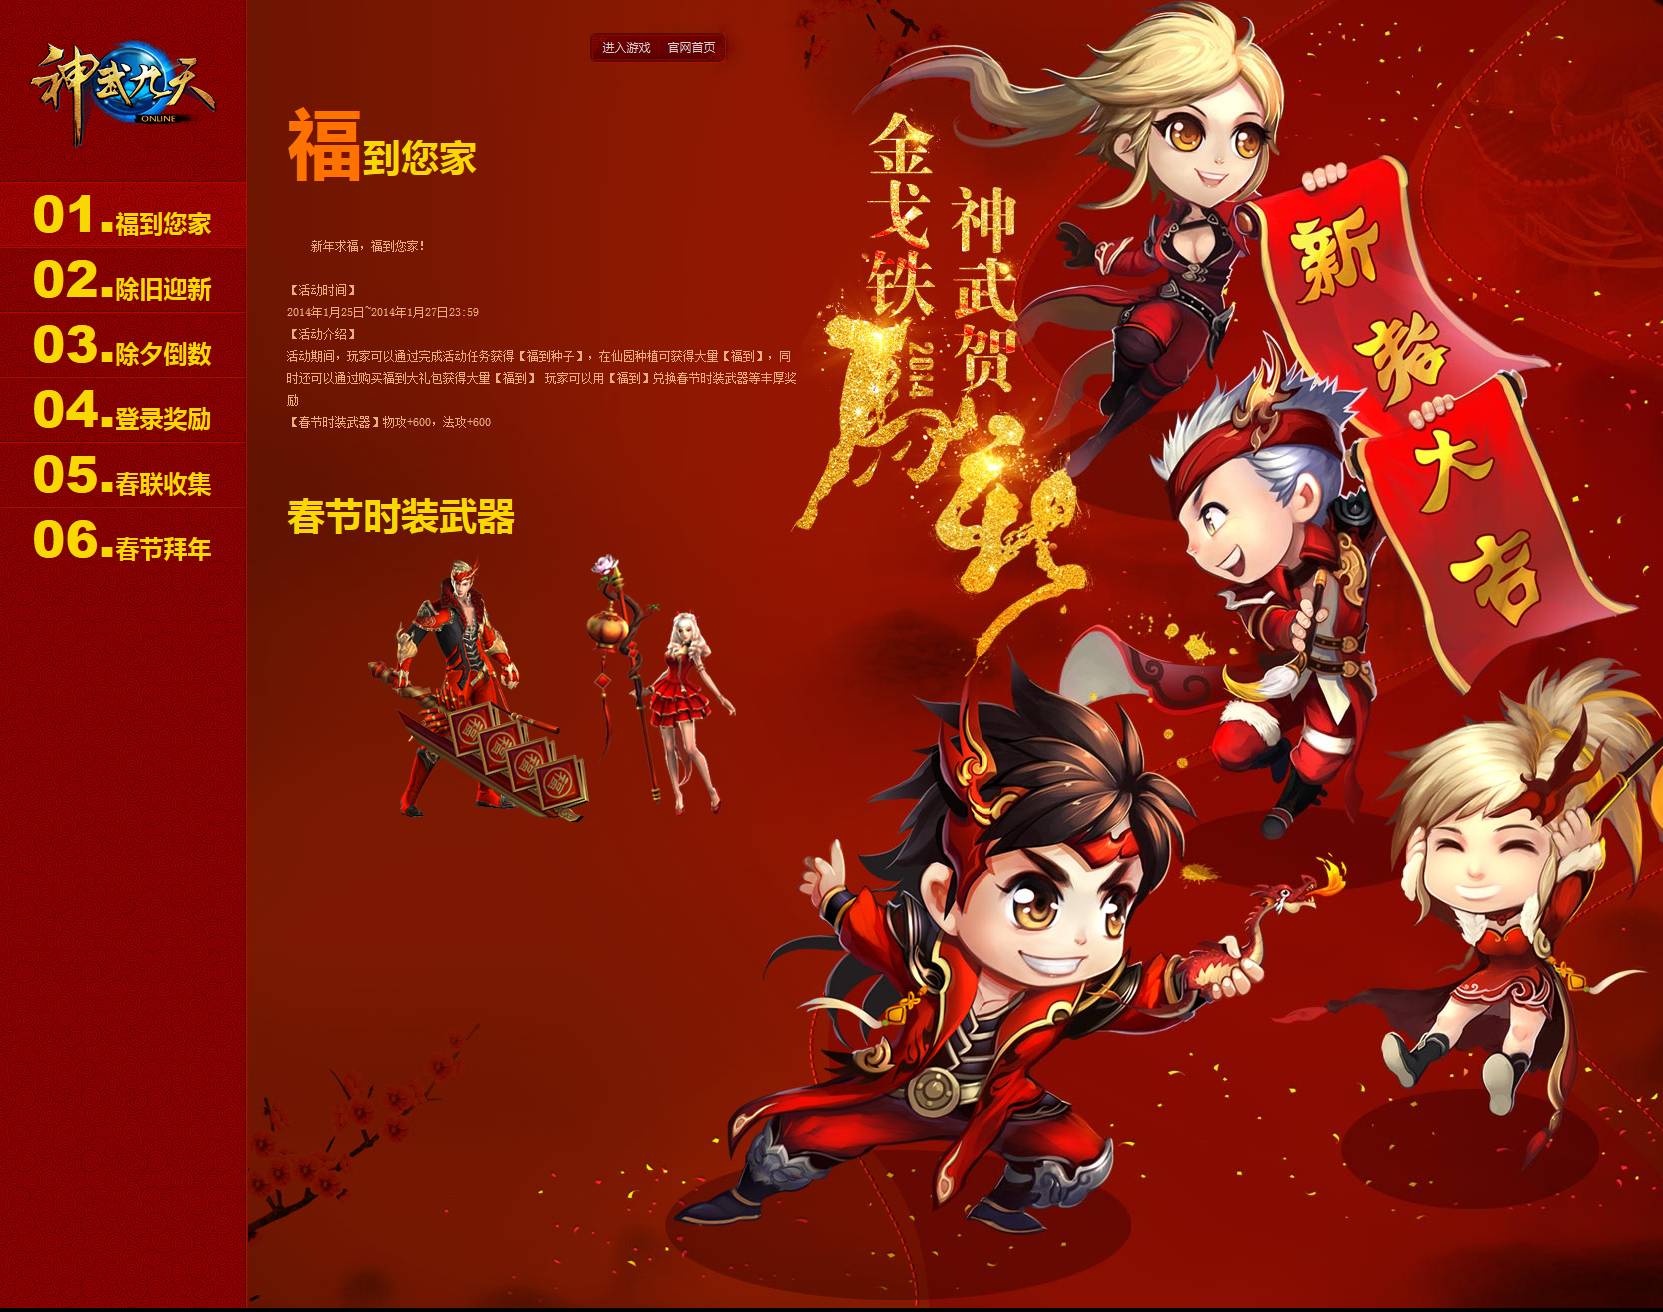 神武九天
ONLINE
01.福到您家
02.除旧迎新
03.除夕倒数
04.登录奖励
05.春联收集
06.春节拜年
进入游戏 官网首页
福到您家
新年求福，福到您家!
【活动时间】
2014年1月25日~2014年1月27日23:59
【活动介绍】
活动期间，玩家可以通过完成活动任务获得【福到种子】，在仙园种植可获得大量【福到】，同
时还可以通过购买福到大礼包获得大量【福到】 玩家可以用【福到】兑换春节时装武器等丰厚奖
励
【春节时装武器】物攻+600，法攻+600
春节时装武器
金戈铁马
神武贺
2014
新
大吉